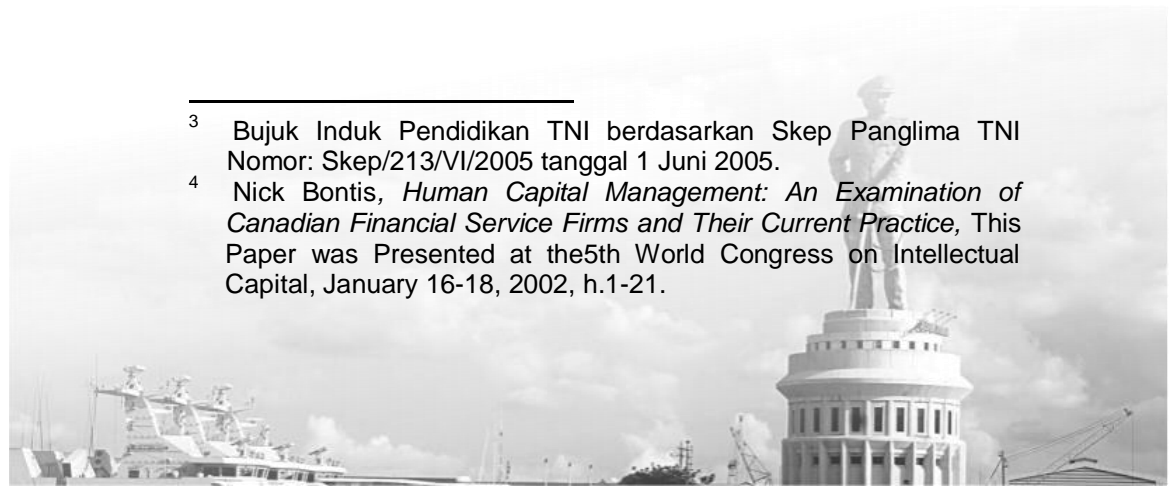 3 Bujuk Induk Pendidikan TNI berdasarkan Skep Panglima TNI
Nomor: Skep/213/VI/2005 tanggal 1 Juni 2005.
4 Nick Bontis, Human Capital Management: An Examination of
Canadian Financial Service Firms and Their Current Practice, This
Paper was Presented at the5th World Congress on Intellectual
Capital, January 16-18, 2002, h.1-21.